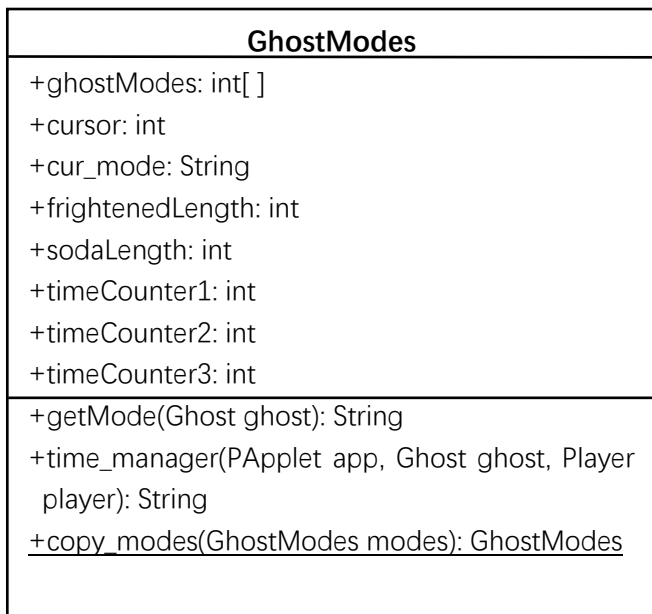 GhostModes
+ghostModes: int[ ]
+cursor: int
+cur_mode: String
+frightenedLength: int
+sodaLength: int
+timeCounter1: int
+timeCounter2: int
+timeCounter3: int
+getMode(Ghost ghost): String
+time_manager(PApplet app, Ghost ghost, Player
player): String
+copy_modes(GhostModes modes): GhostModes